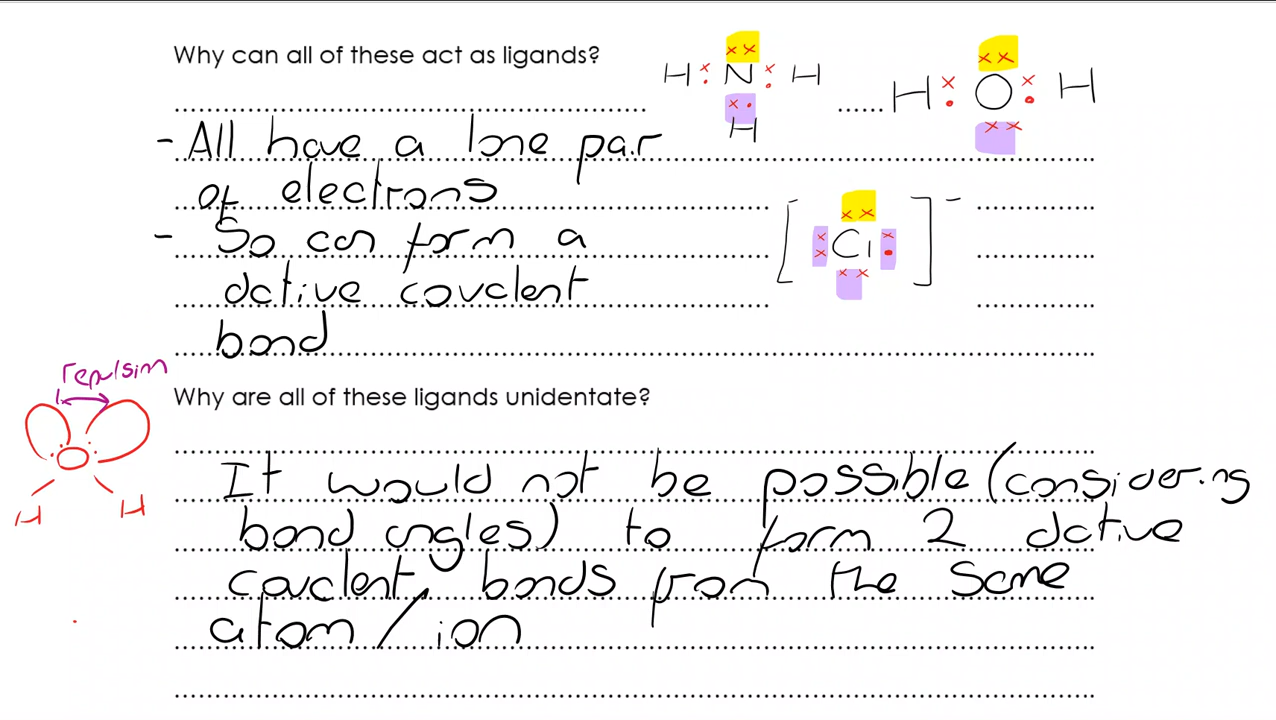 Why can all of these act as ligands?
H N H
H
H O H
- All have a lone pair
of electrons
[Cl]⁻
- So can form a
dative covalent
bond
repulsion
Why are all of these ligands unidentate?
H H
It would not be possible (considering
bond angles) to form 2 dative
covalent bonds from the same
atom / ion